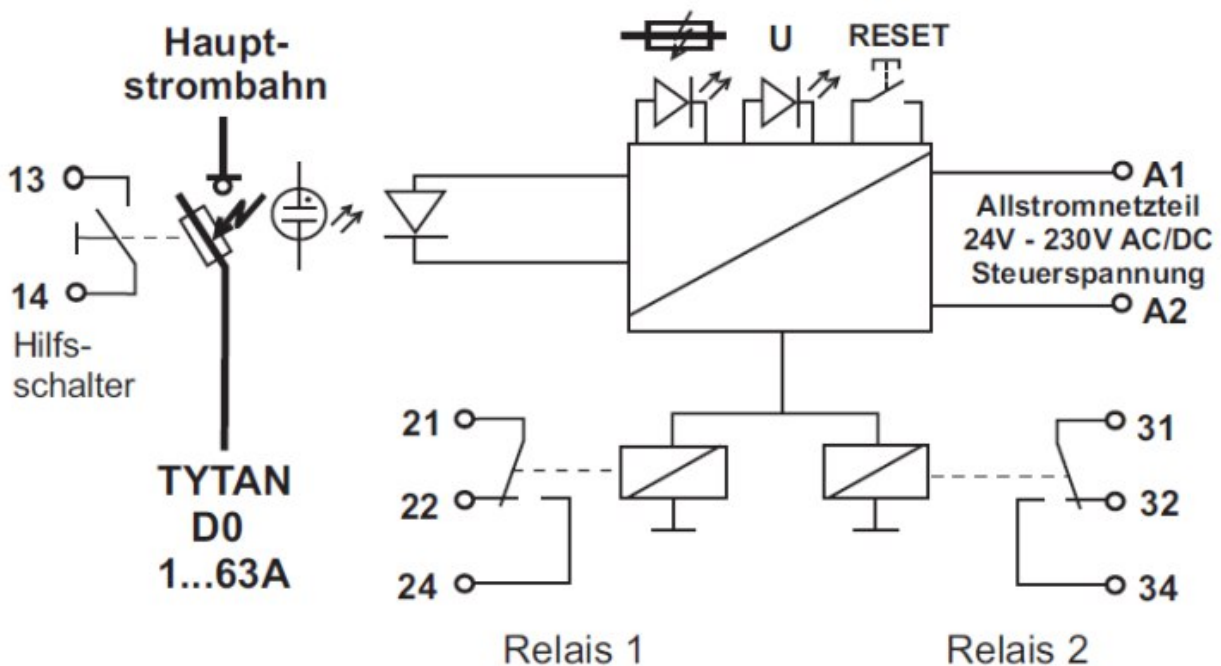 Haupt-
strombahn
U
RESET
13
14
Hilfs-
schalter
TYTAN
D0
1...63A
A1
Allstromnetzteil
24V - 230V AC/DC
Steuerspannung
A2
21
22
24
Relais 1
31
32
34
Relais 2